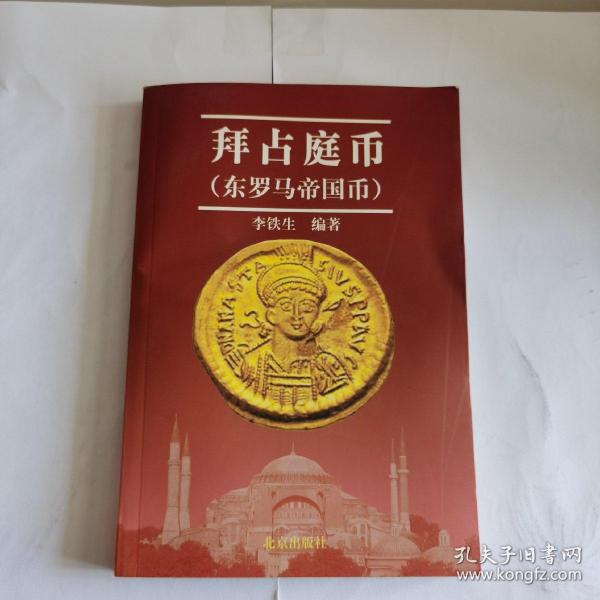 拜占庭币
（东罗马帝国币）
李铁生 编著
DNANASTASIVSPPAVC
北京出版社
孔夫子旧书网
www.kongfz.com